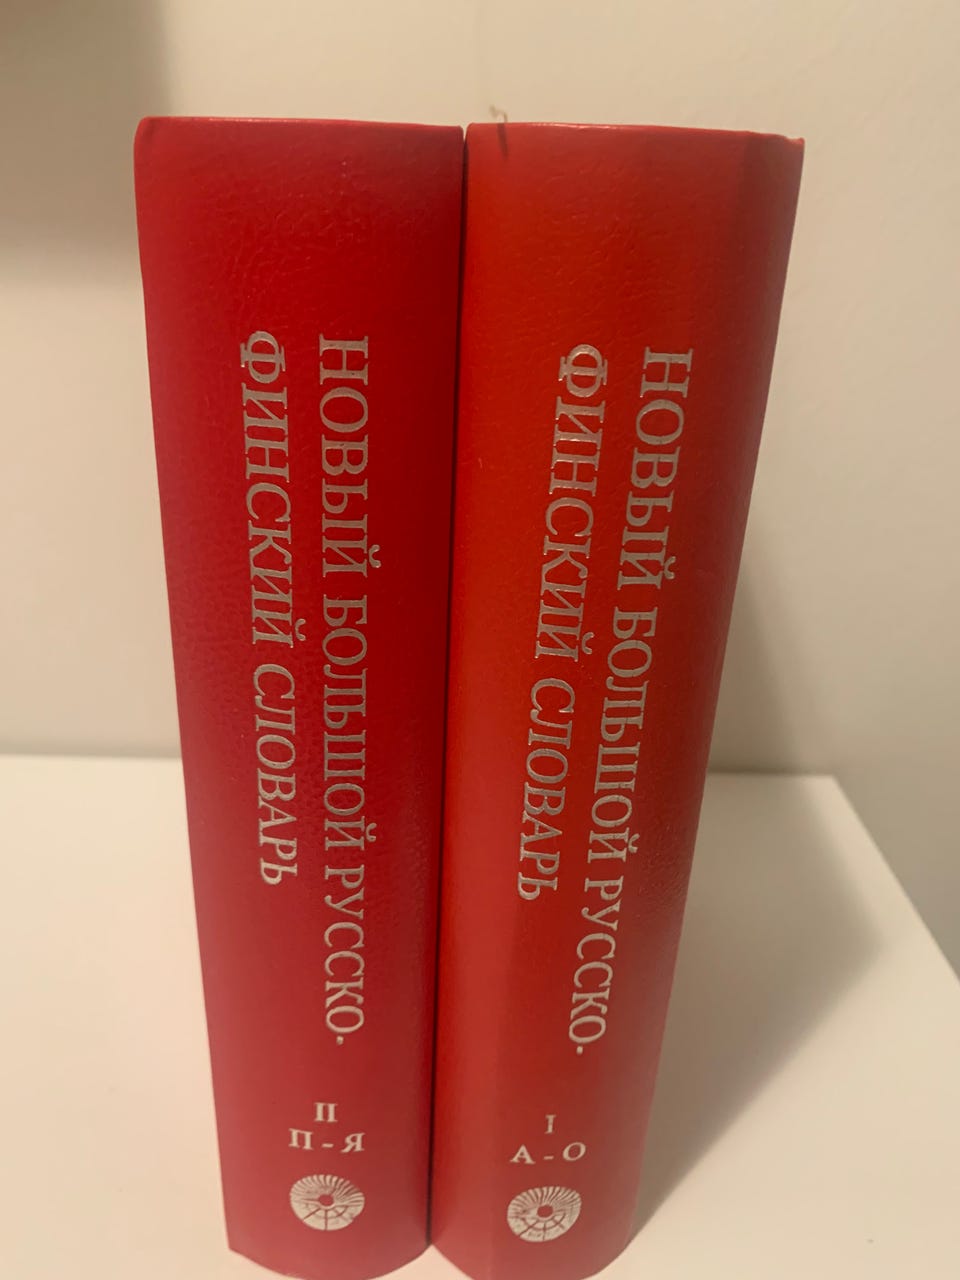 НОВЫЙ БОЛЬШОЙ РУССКО-
ФИНСКИЙ СЛОВАРЬ
II
П-Я
НОВЫЙ БОЛЬШОЙ РУССКО-
ФИНСКИЙ СЛОВАРЬ
I
А-О